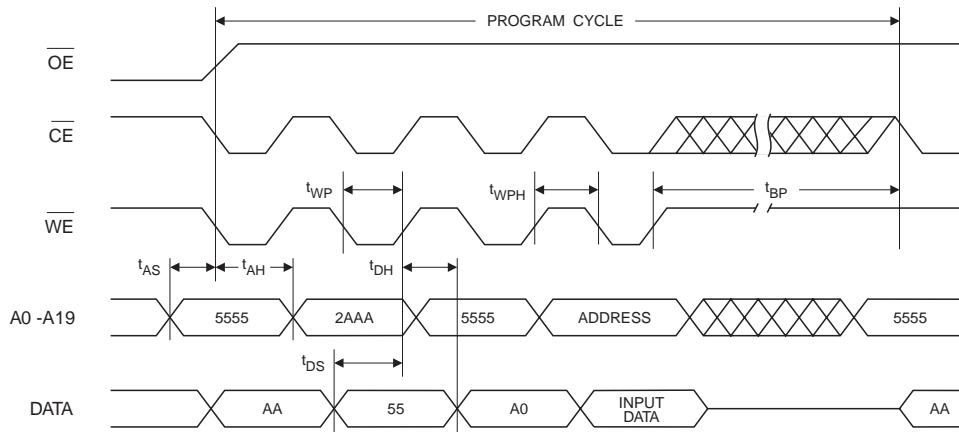 PROGRAM CYCLE
OE
CE
tWP
tWPH
tBP
WE
tAS
tAH
tDH
A0 -A19
5555
2AAA
5555
ADDRESS
5555
tDS
DATA
AA
55
A0
INPUT
DATA
AA